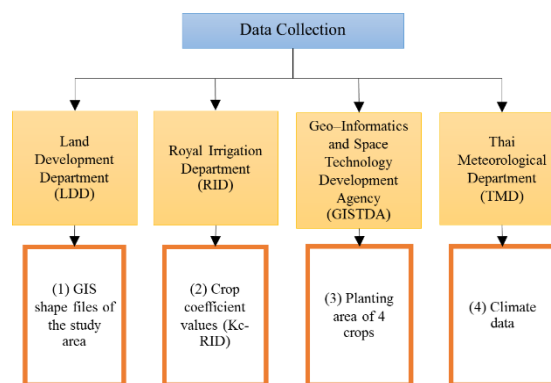 Data Collection
Land
Development
Department
(LDD)
Royal Irrigation
Department
(RID)
Geo–Informatics
and Space
Technology
Development
Agency
(GISTDA)
Thai
Meteorological
Department
(TMD)
(1) GIS
shape files of
the study
area
(2) Crop
coefficient
values (Kc-
RID)
(3) Planting
area of 4
crops
(4) Climate
data